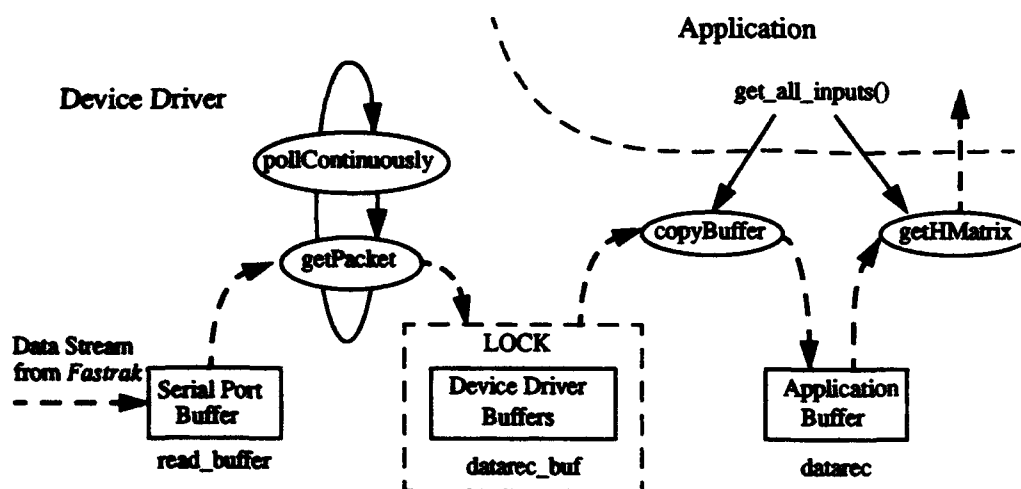 Application
Device Driver
get_all_inputs()
pollContinuously
copyBuffer
getHMatrix
getPacket
Data Stream
from Fastrak
LOCK
Serial Port
Buffer
Device Driver
Buffers
Application
Buffer
read_buffer
datarec_buf
datarec